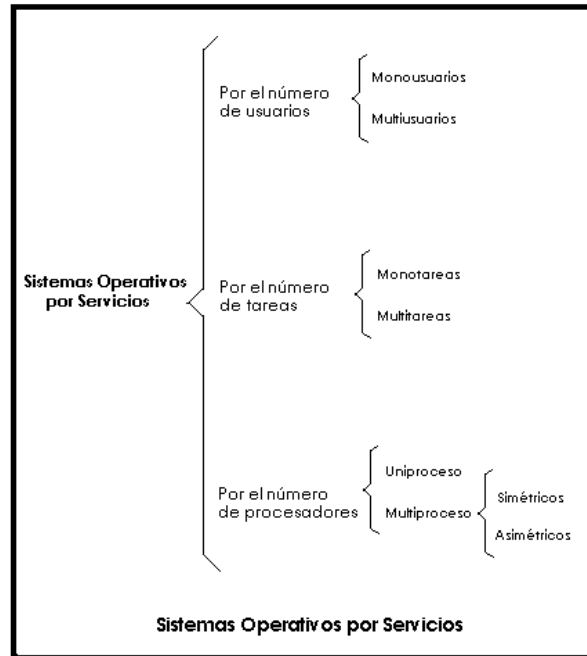 Sistemas Operativos
por Servicios
Por el número
de usuarios
Monousuarios
Multiusuarios
Por el número
de tareas
Monotareas
Multitareas
Por el número
de procesadores
Uniproceso
Multiproceso
Simétricos
Asimétricos
Sistemas Operativos por Servicios